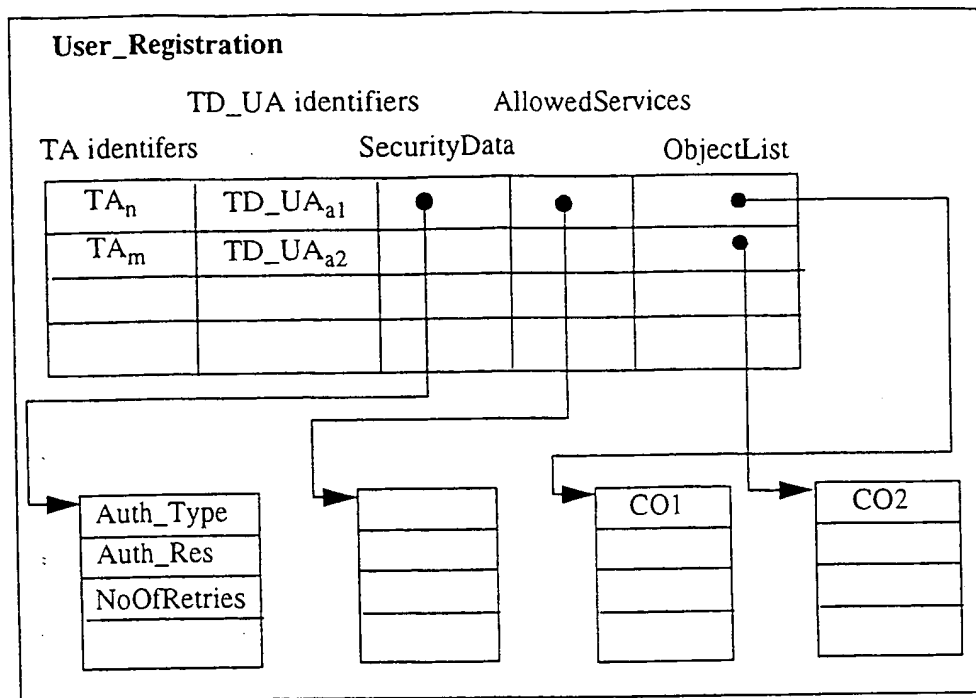 User_Registration
TD_UA identifiers AllowedServices
TA identifers SecurityData ObjectList
TAn TD_UAa1
TAm TD_UAa2
Auth_Type CO1 CO2
Auth_Res
NoOfRetries